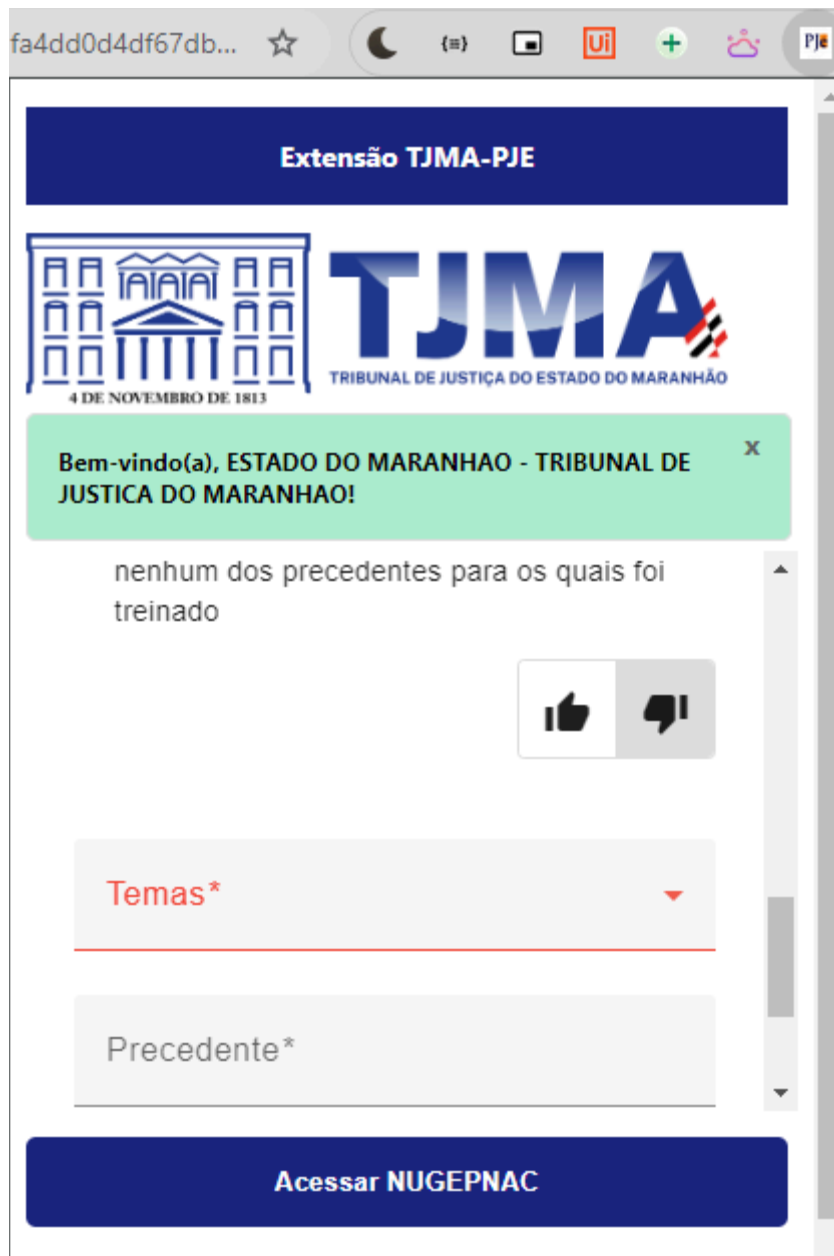 fa4dd0d4df67db...
{≡}
Ui
PJe
Extensão TJMA-PJE
TJMA
TRIBUNAL DE JUSTIÇA DO ESTADO DO MARANHÃO
4 DE NOVEMBRO DE 1813
Bem-vindo(a), ESTADO DO MARANHAO - TRIBUNAL DE
JUSTICA DO MARANHAO!
x
nenhum dos precedentes para os quais foi
treinado
Temas*
Precedente*
Acessar NUGEPNAC